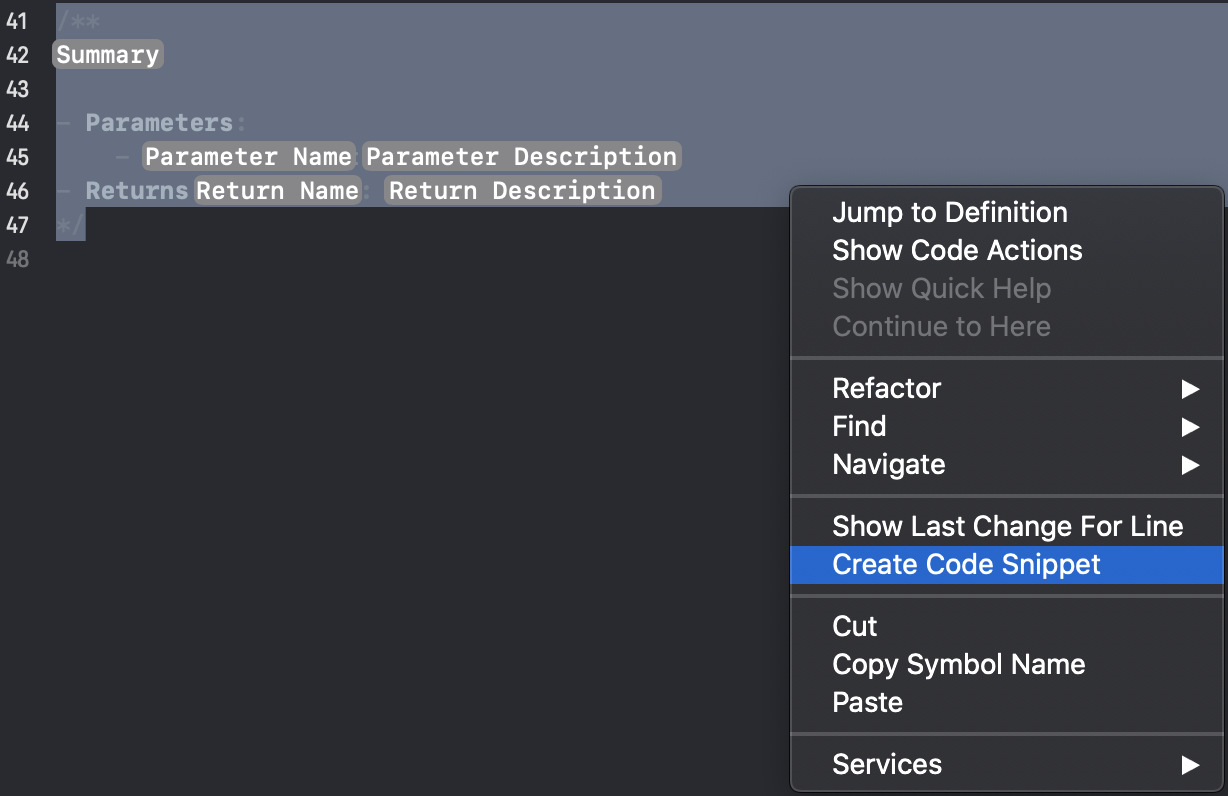 41 /**
42 Summary
43
44 - Parameters:
45 - Parameter Name: Parameter Description
46 - Returns Return Name: Return Description
47 */
48
Jump to Definition
Show Code Actions
Show Quick Help
Continue to Here
Refactor ▶
Find ▶
Navigate ▶
Show Last Change For Line
Create Code Snippet
Cut
Copy Symbol Name
Paste
Services ▶